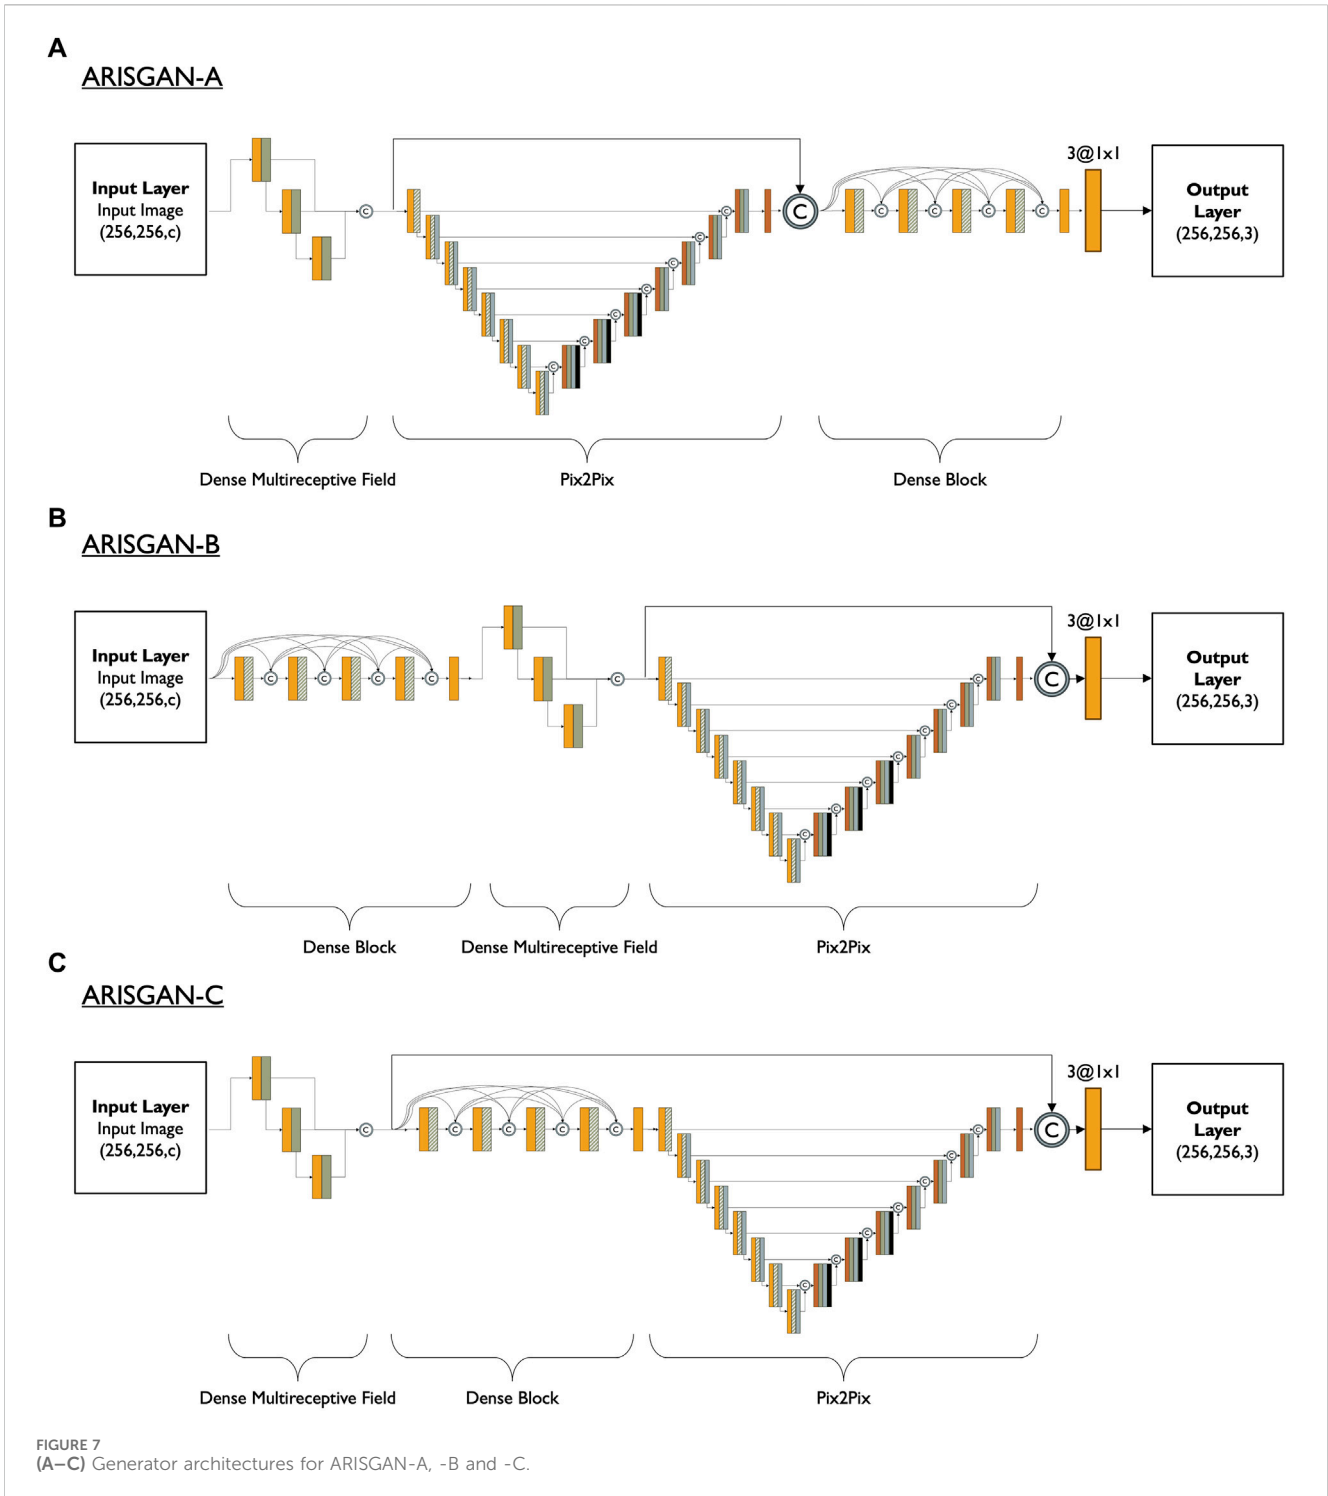 A
ARISGAN-A
3@1x1
Input Layer
Input Image
(256,256,c)
C
C
C
C
C
C
C
C
C
C
C
C
C
Output
Layer
(256,256,3)
Dense Multireceptive Field
Pix2Pix
Dense Block
B
ARISGAN-B
3@1x1
Input Layer
Input Image
(256,256,c)
C
C
C
C
C
C
C
C
C
C
C
C
C
Output
Layer
(256,256,3)
Dense Block
Dense Multireceptive Field
Pix2Pix
C
ARISGAN-C
3@1x1
Input Layer
Input Image
(256,256,c)
C
C
C
C
C
C
C
C
C
C
C
C
C
Output
Layer
(256,256,3)
Dense Multireceptive Field
Dense Block
Pix2Pix
FIGURE 7
(A–C) Generator architectures for ARISGAN-A, -B and -C.